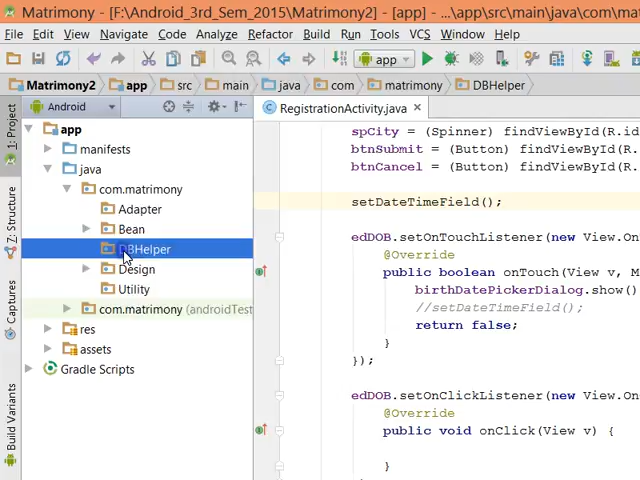 Matrimony - [F:\Android_3rd_Sem_2015\Matrimony2] - [app] - ...\app\src\main\java\com\mat
File Edit View Navigate Code Analyze Refactor Build Run Tools VCS Window Help
app
Matrimony2 app src main java com matrimony DBHelper
1: Project
Z: Structure
Captures
Build Variants
Android
app
manifests
java
com.matrimony
Adapter
Bean
DBHelper
Design
Utility
com.matrimony (androidTest
res
assets
Gradle Scripts
RegistrationActivity.java
spCity = (Spinner) findViewById(R.id
btnSubmit = (Button) findViewById(R.
btnCancel = (Button) findViewById(R.
setDateTimeField();
edDOB.setOnTouchListener(new View.On
@Override
public boolean onTouch(View v, M
birthDatePickerDialog.show()
//setDateTimeField();
return false;
}
});
edDOB.setOnClickListener(new View.On
@Override
public void onClick(View v) {
}